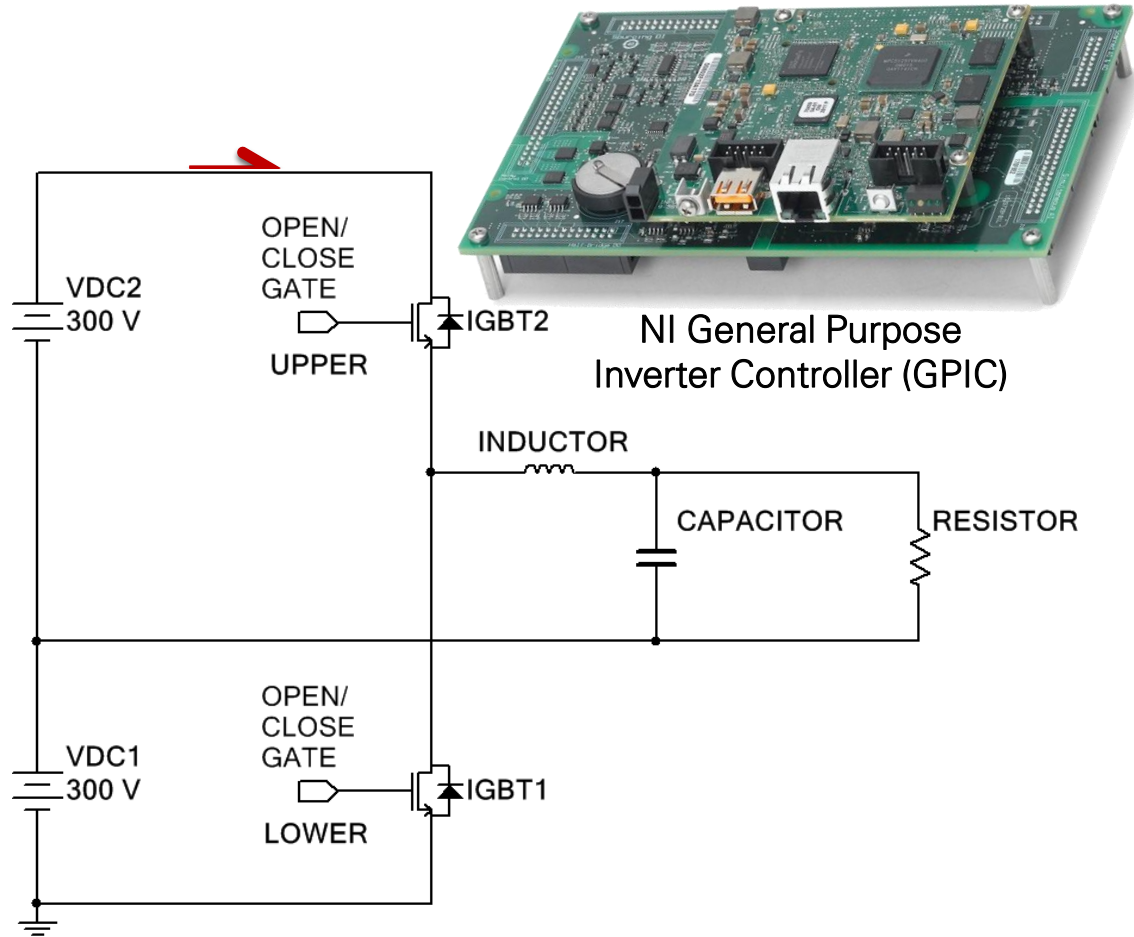 OPEN/
CLOSE
GATE
VDC2
300 V
IGBT2
UPPER
NI General Purpose
Inverter Controller (GPIC)
INDUCTOR
CAPACITOR
RESISTOR
OPEN/
CLOSE
GATE
VDC1
300 V
IGBT1
LOWER